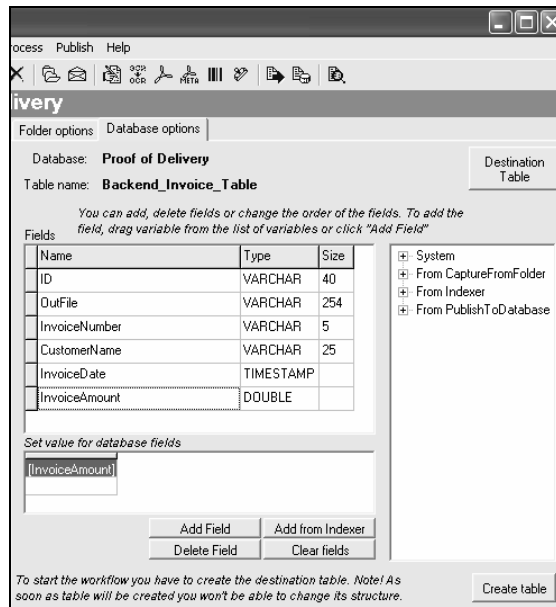 ocess Publish Help
OCR
OCR
META
ivery
Folder options Database options
Database: Proof of Delivery
Table name: Backend_Invoice_Table
Destination
Table
You can add, delete fields or change the order of the fields. To add the
field, drag variable from the list of variables or click "Add Field"
Fields
Name Type Size
ID VARCHAR 40
OutFile VARCHAR 254
InvoiceNumber VARCHAR 5
CustomerName VARCHAR 25
InvoiceDate TIMESTAMP
InvoiceAmount DOUBLE
System
From CaptureFromFolder
From Indexer
From PublishToDatabase
Set value for database fields
[InvoiceAmount]
Add Field Add from Indexer
Delete Field Clear fields
To start the workflow you have to create the destination table. Note! As
soon as table will be created you won't be able to change its structure.
Create table